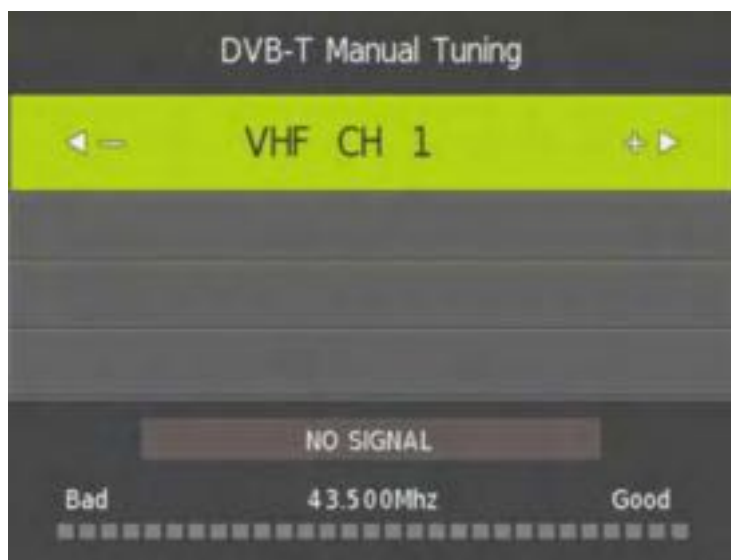 DVB-T Manual Tuning
VHF CH 1
NO SIGNAL
Bad 43.500Mhz Good